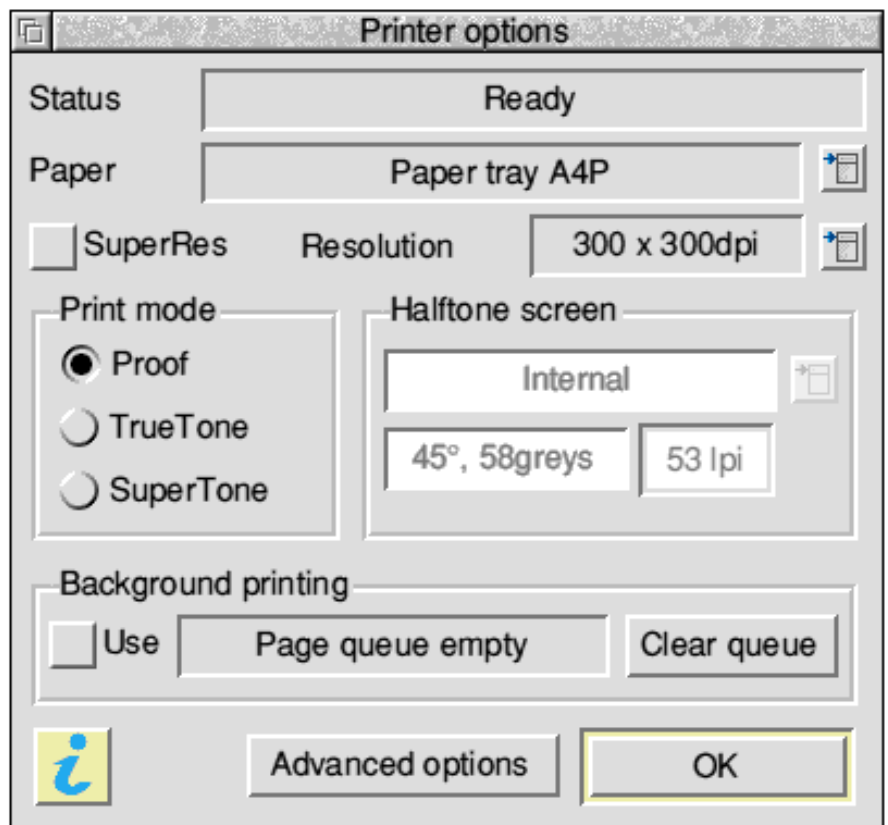 Printer options
Status Ready
Paper Paper tray A4P
SuperRes Resolution 300 x 300dpi
Print mode
Proof
TrueTone
SuperTone
Halftone screen
Internal
45°, 58greys 53 lpi
Background printing
Use Page queue empty Clear queue
i Advanced options OK